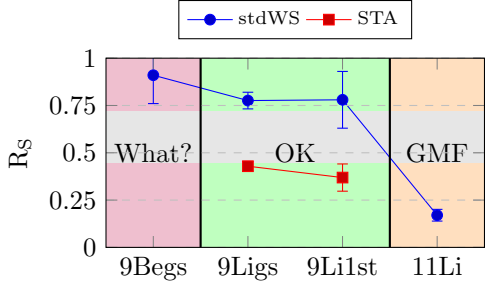 stdWS STA
1
0.75
0.5
0.25
0
R_S
What? OK GMF
9Begs 9Ligs 9Li1st 11Li